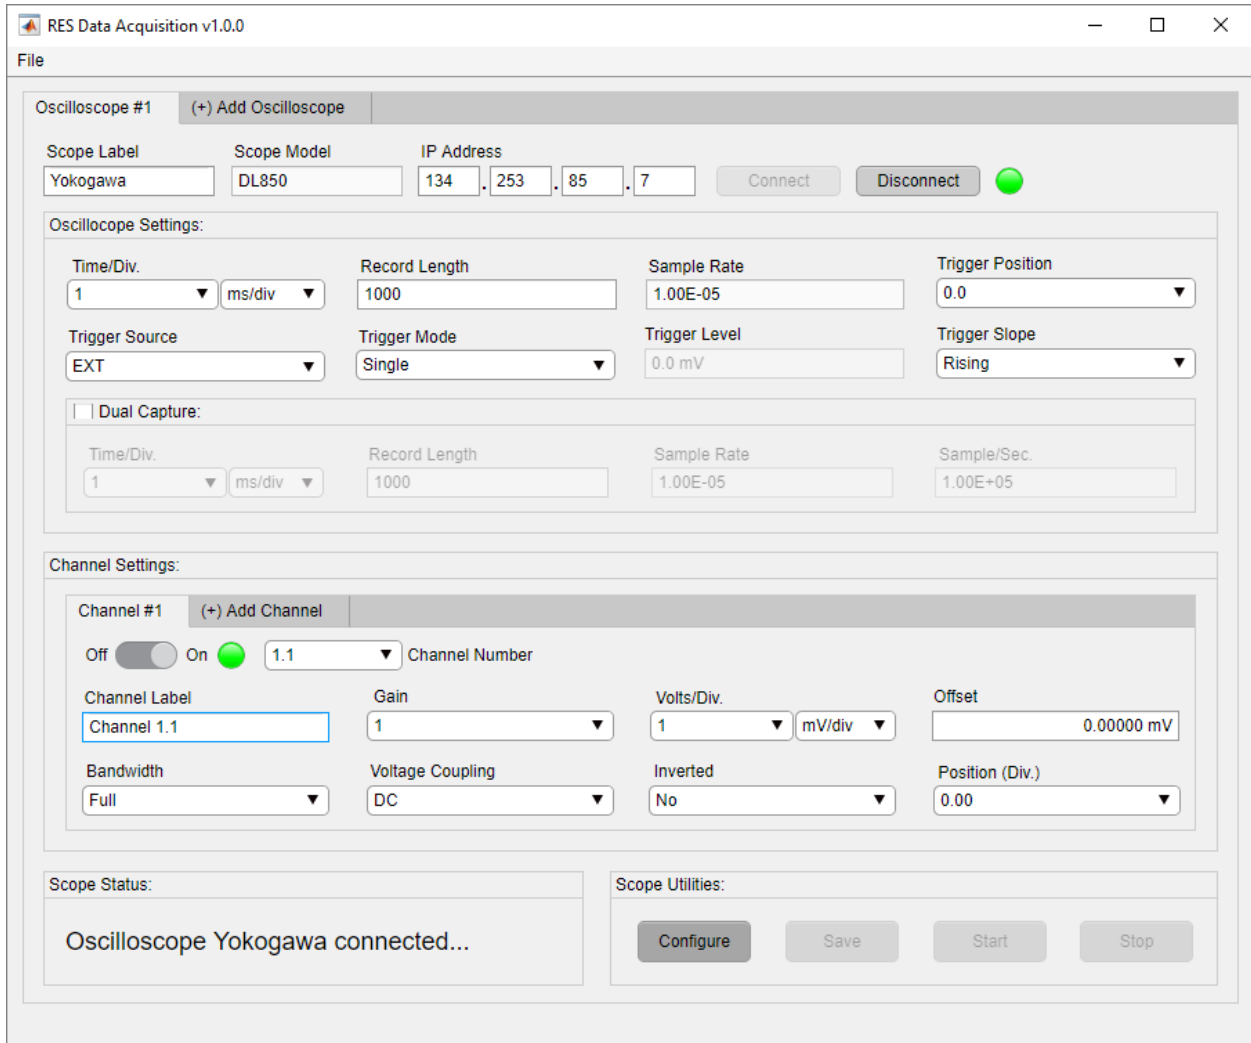 RES Data Acquisition v1.0.0
File
Oscilloscope #1 (+) Add Oscilloscope
Scope Label Scope Model IP Address
Yokogawa DL850 134 . 253 . 85 . 7 Connect Disconnect
Oscillocope Settings:
Time/Div. Record Length Sample Rate Trigger Position
1 ms/div 1000 1.00E-05 0.0
Trigger Source Trigger Mode Trigger Level Trigger Slope
EXT Single 0.0 mV Rising
Dual Capture:
Time/Div. Record Length Sample Rate Sample/Sec.
1 ms/div 1000 1.00E-05 1.00E+05
Channel Settings:
Channel #1 (+) Add Channel
Off On 1.1 Channel Number
Channel Label Gain Volts/Div. Offset
Channel 1.1 1 1 mV/div 0.00000 mV
Bandwidth Voltage Coupling Inverted Position (Div.)
Full DC No 0.00
Scope Status: Scope Utilities:
Oscilloscope Yokogawa connected... Configure Save Start Stop